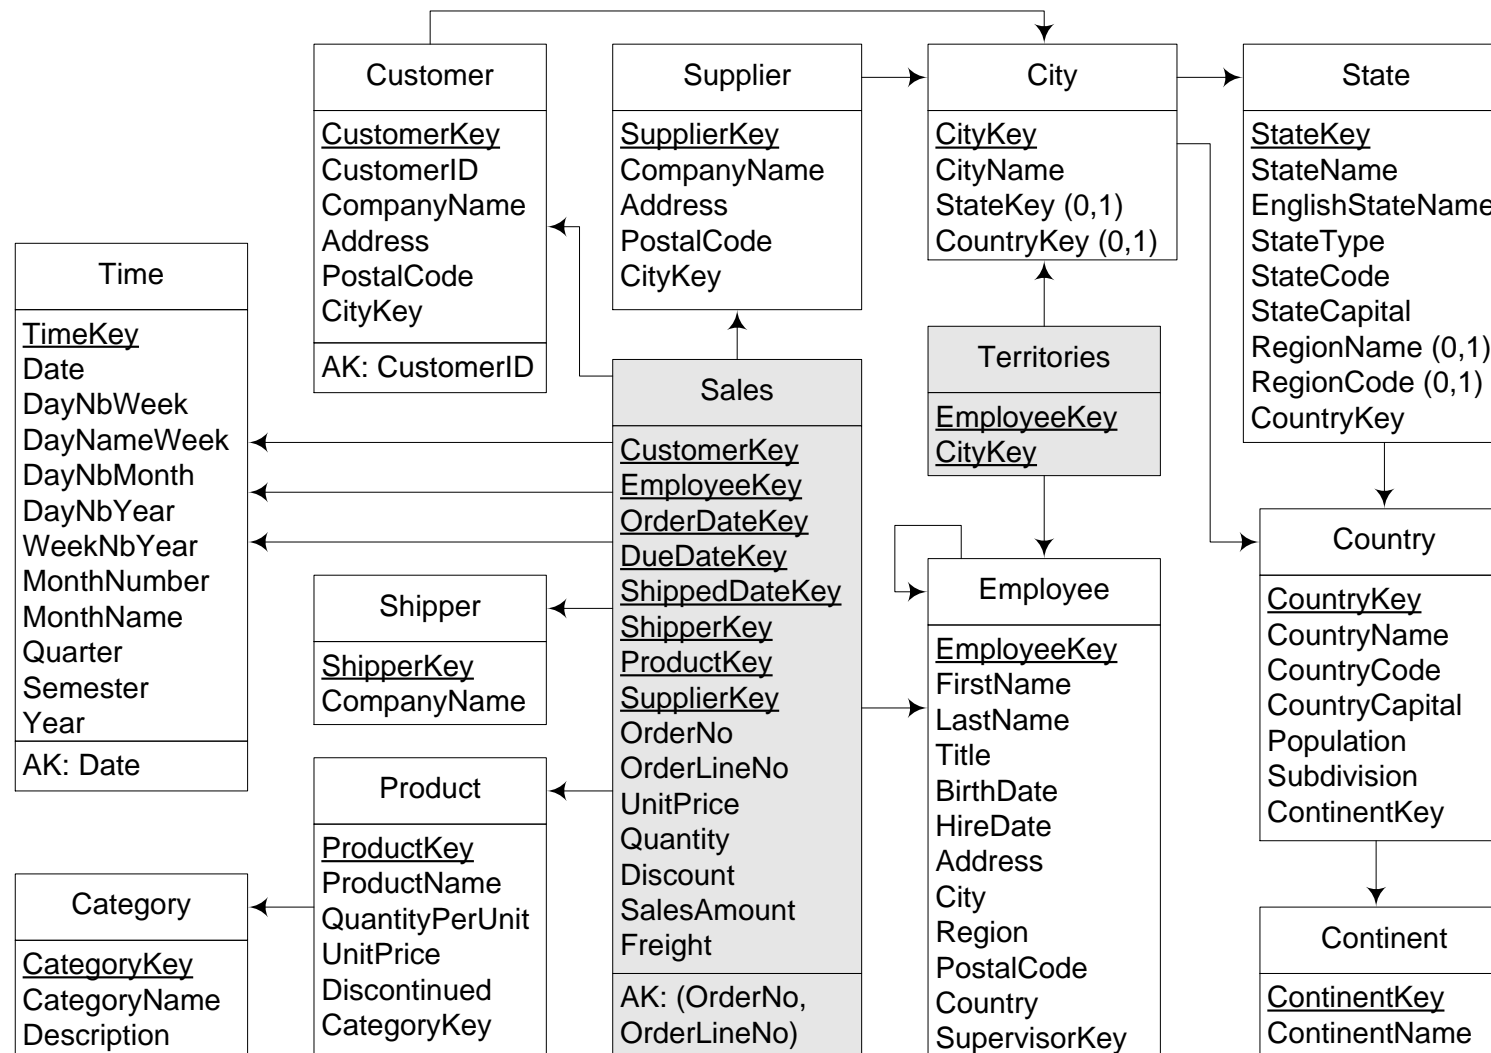 Customer
CustomerKey
CustomerID
CompanyName
Address
PostalCode
CityKey
AK: CustomerID
Supplier
SupplierKey
CompanyName
Address
PostalCode
CityKey
City
CityKey
CityName
StateKey (0,1)
CountryKey (0,1)
State
StateKey
StateName
EnglishStateName
StateType
StateCode
StateCapital
RegionName (0,1)
RegionCode (0,1)
CountryKey
Time
TimeKey
Date
DayNbWeek
DayNameWeek
DayNbMonth
DayNbYear
WeekNbYear
MonthNumber
MonthName
Quarter
Semester
Year
AK: Date
Sales
CustomerKey
EmployeeKey
OrderDateKey
DueDateKey
ShippedDateKey
ShipperKey
ProductKey
SupplierKey
OrderNo
OrderLineNo
UnitPrice
Quantity
Discount
SalesAmount
Freight
AK: (OrderNo,
OrderLineNo)
Territories
EmployeeKey
CityKey
Shipper
ShipperKey
CompanyName
Employee
EmployeeKey
FirstName
LastName
Title
BirthDate
HireDate
Address
City
Region
PostalCode
Country
SupervisorKey
Country
CountryKey
CountryName
CountryCode
CountryCapital
Population
Subdivision
ContinentKey
Product
ProductKey
ProductName
QuantityPerUnit
UnitPrice
Discontinued
CategoryKey
Category
CategoryKey
CategoryName
Description
Continent
ContinentKey
ContinentName